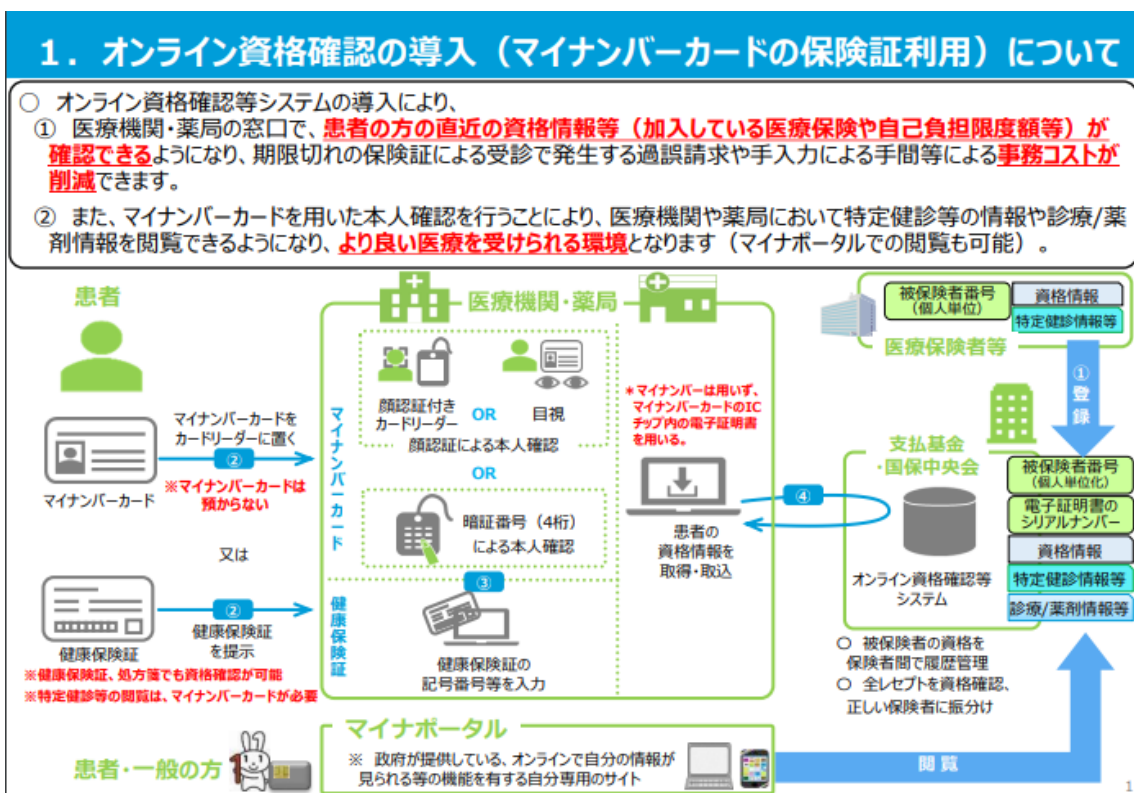 １．オンライン資格確認の導入（マイナンバーカードの保険証利用）について
○ オンライン資格確認等システムの導入により、
① 医療機関・薬局の窓口で、患者の方の直近の資格情報等（加入している医療保険や自己負担限度額等）が
確認できるようになり、期限切れの保険証による受診で発生する過誤請求や手入力による手間等による事務コストが
削減できます。
② また、マイナンバーカードを用いた本人確認を行うことにより、医療機関や薬局において特定健診等の情報や診療/薬
剤情報を閲覧できるようになり、より良い医療を受けられる環境となります（マイナポータルでの閲覧も可能）。
患者
マイナンバーカードを
カードリーダーに置く
②
※マイナンバーカードは
預からない
マイナンバーカード
又は
②
健康保険証
を提示
健康保険証
※健康保険証、処方箋でも資格確認が可能
※特定健診等の閲覧は、マイナンバーカードが必要
医療機関・薬局
マイナンバーカード
顔認証付き
カードリーダー
OR
目視
顔認証による本人確認
OR
暗証番号（4桁）
による本人確認
健康保険証
③
健康保険証の
記号番号等を入力
＊マイナンバーは用いず、
マイナンバーカードのIC
チップ内の電子証明書
を用いる。
患者の
資格情報を
取得・取込
④
被保険者番号
（個人単位）
資格情報
特定健診情報等
医療保険者等
①
登録
支払基金
・国保中央会
オンライン資格確認等
システム
被保険者番号
（個人単位化）
電子証明書の
シリアルナンバー
資格情報
特定健診情報等
診療/薬剤情報等
○ 被保険者の資格を
保険者間で履歴管理
○ 全レセプトを資格確認、
正しい保険者に振分け
患者・一般の方
マイナポータル
※ 政府が提供している、オンラインで自分の情報が
見られる等の機能を有する自分専用のサイト
閲覧
1